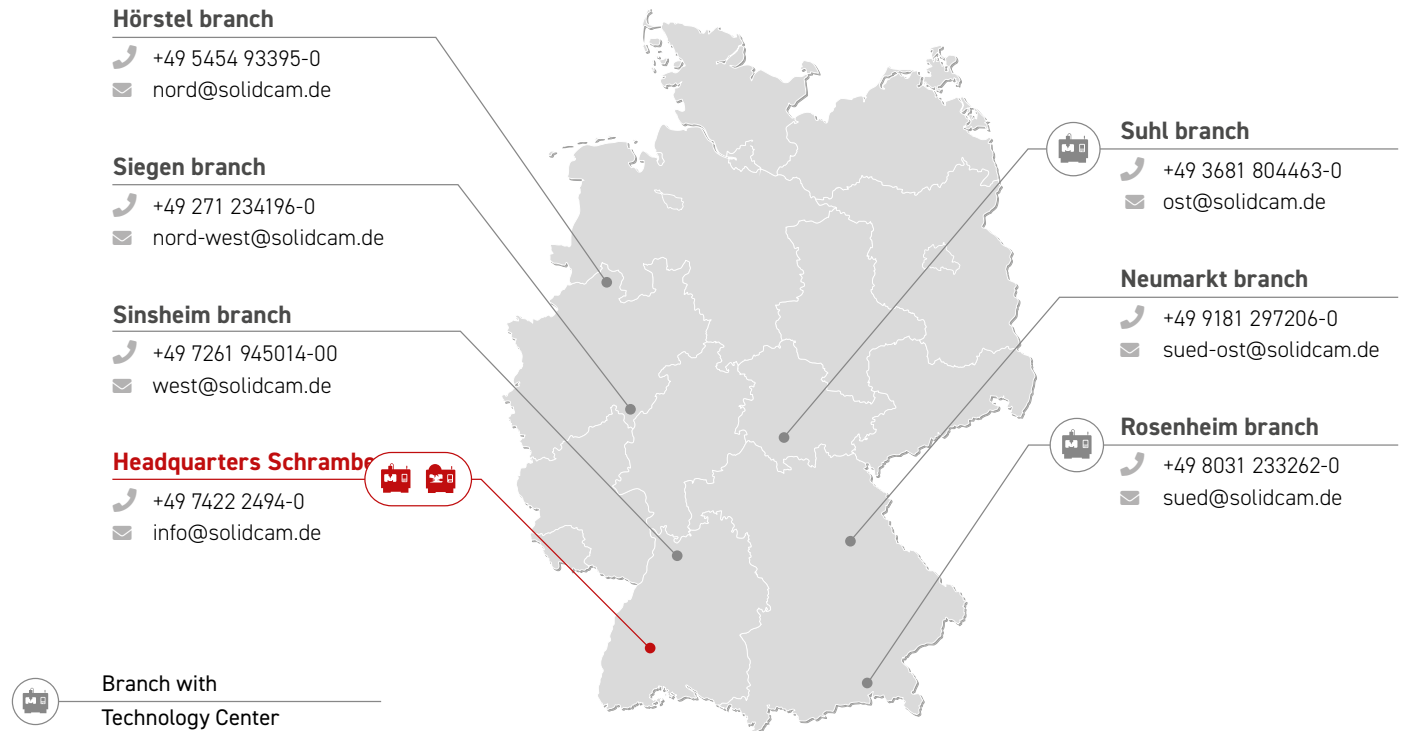 Hörstel branch
+49 5454 93395-0
nord@solidcam.de
Siegen branch
+49 271 234196-0
nord-west@solidcam.de
Sinsheim branch
+49 7261 945014-00
west@solidcam.de
Headquarters Schrambe
+49 7422 2494-0
info@solidcam.de
Suhl branch
+49 3681 804463-0
ost@solidcam.de
Neumarkt branch
+49 9181 297206-0
sued-ost@solidcam.de
Rosenheim branch
+49 8031 233262-0
sued@solidcam.de
Branch with
Technology Center